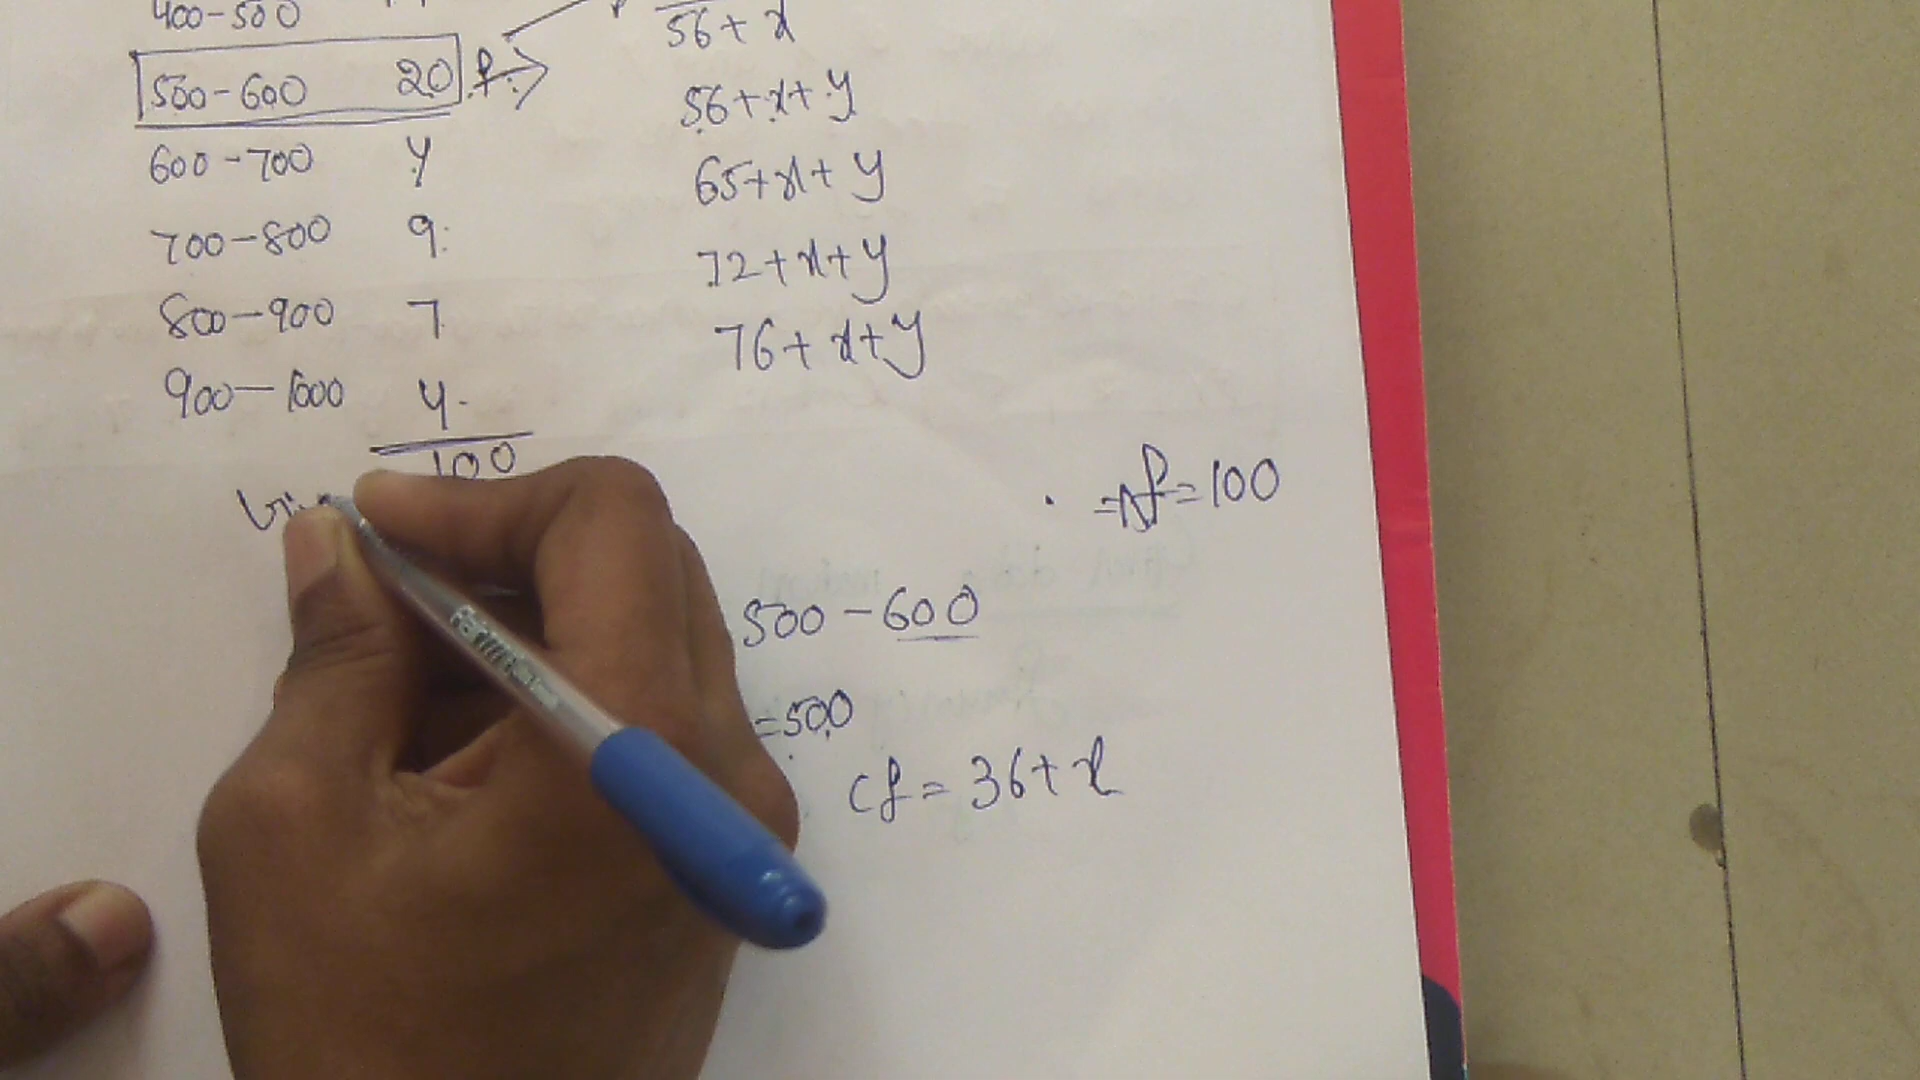 400-500
56+x
500-600 20 f
56+x+y
600-700 y
65+x+y
700-800 9
72+x+y
800-900 7
76+x+y
900-1000 4
100
=100
500-600
=500
cf = 36+x